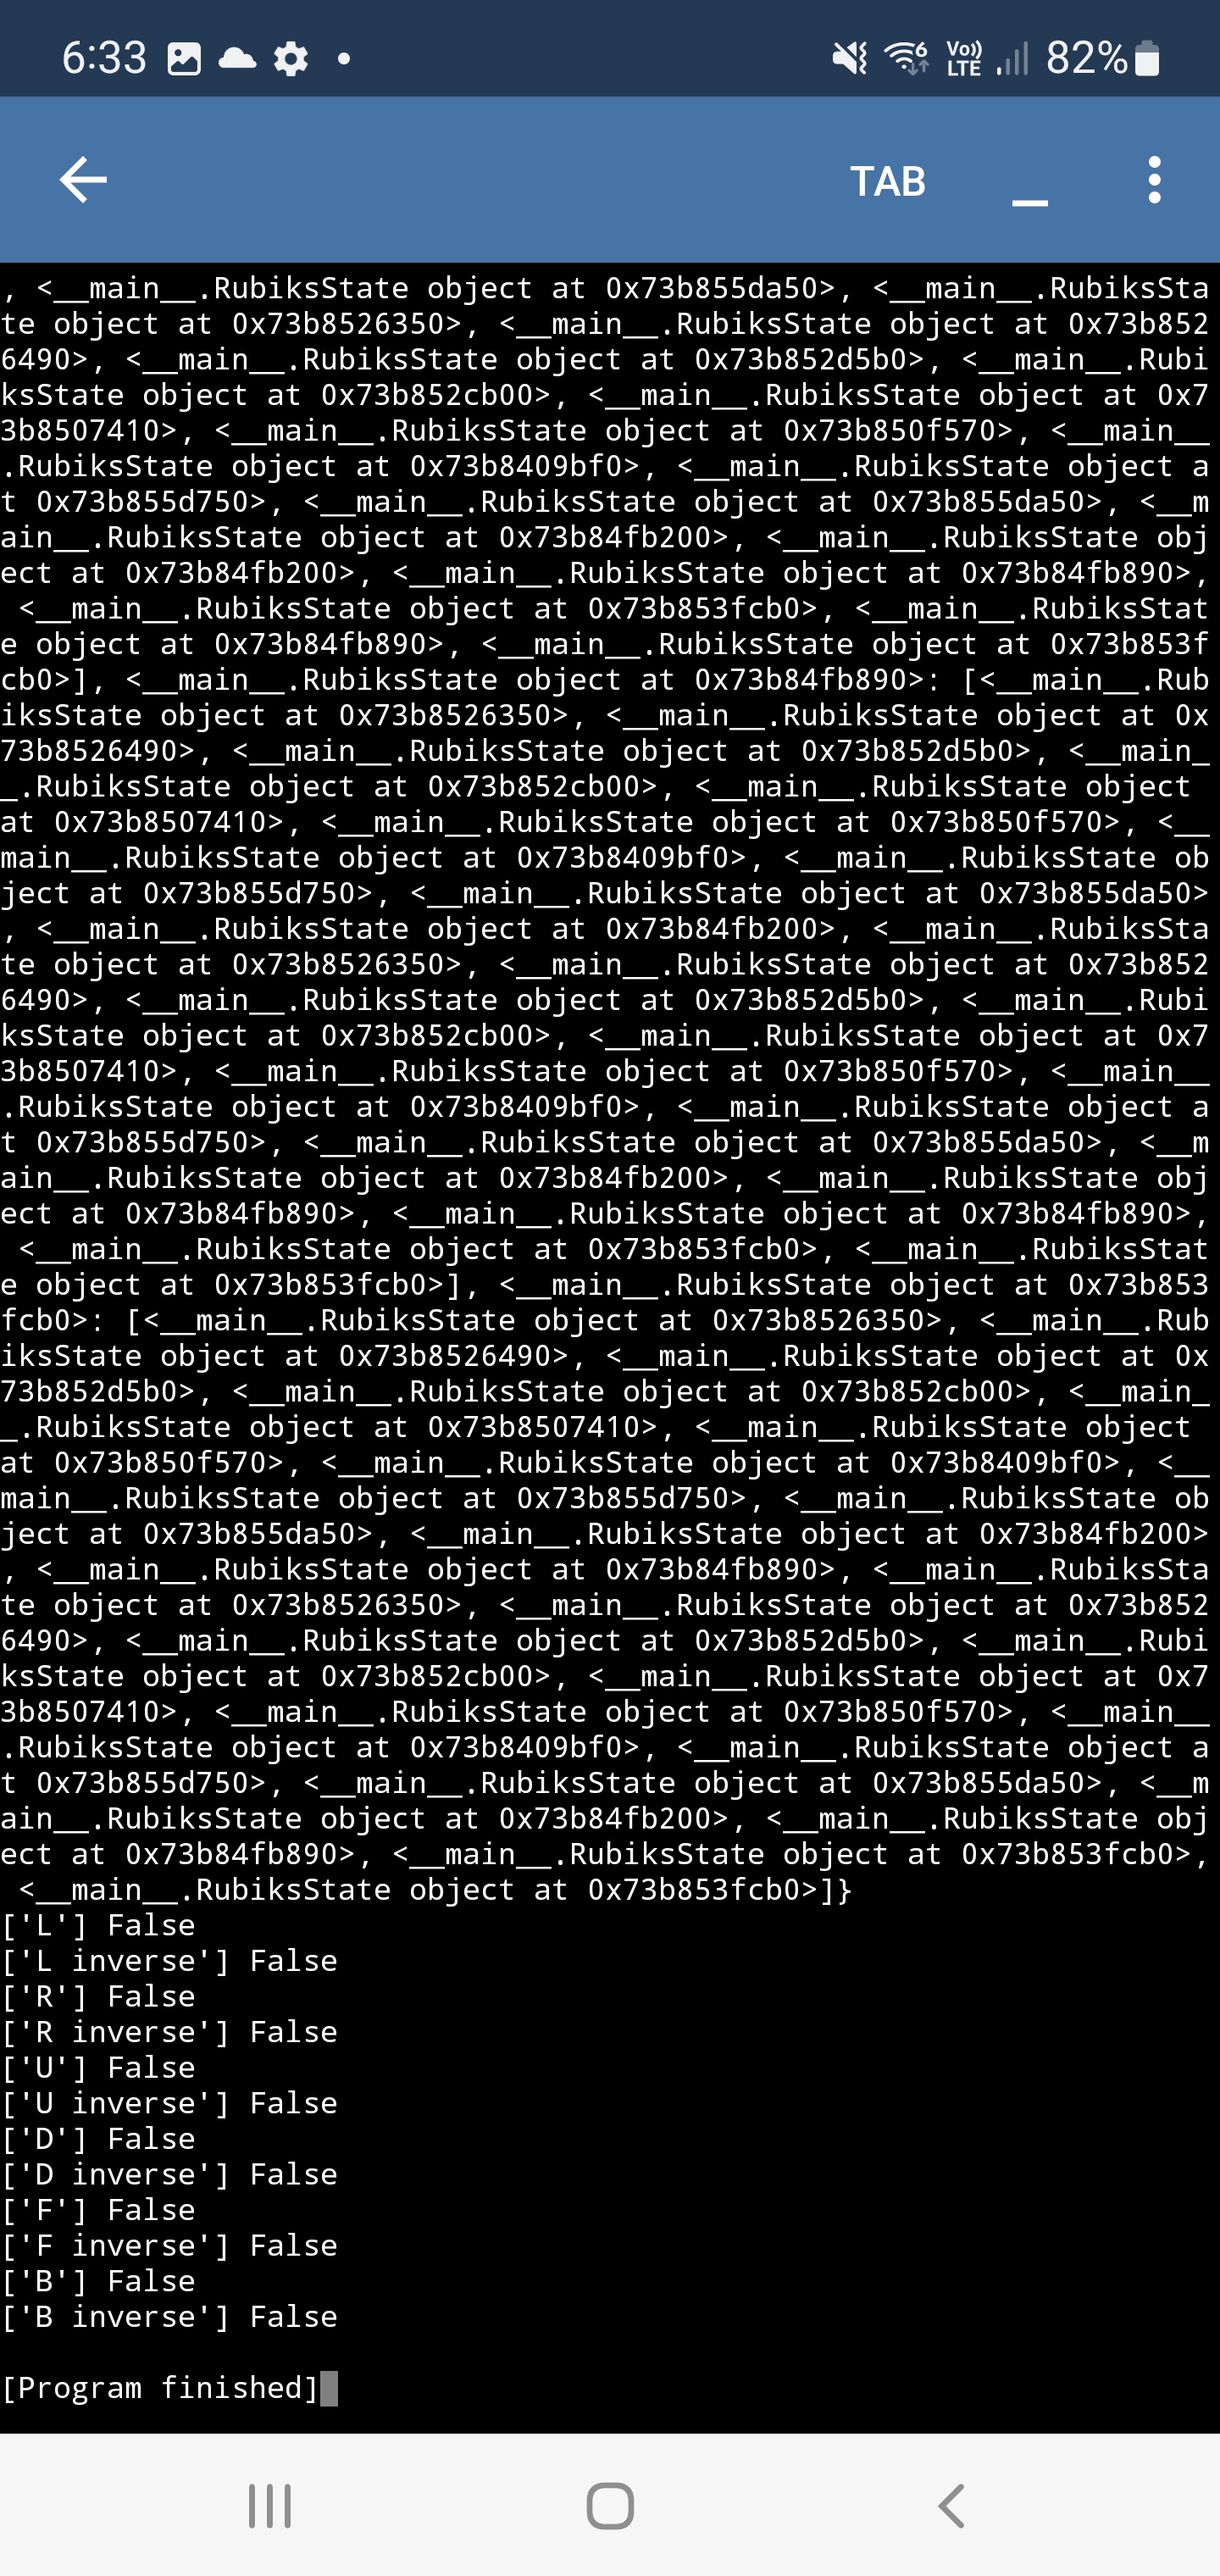 6:33
Vo)) LTE
6
82%
TAB
, <__main__.RubiksState object at 0x73b855da50>, <__main__.RubiksSta
te object at 0x73b8526350>, <__main__.RubiksState object at 0x73b852
6490>, <__main__.RubiksState object at 0x73b852d5b0>, <__main__.Rubi
ksState object at 0x73b852cb00>, <__main__.RubiksState object at 0x7
3b8507410>, <__main__.RubiksState object at 0x73b850f570>, <__main__
.RubiksState object at 0x73b8409bf0>, <__main__.RubiksState object a
t 0x73b855d750>, <__main__.RubiksState object at 0x73b855da50>, <__m
ain__.RubiksState object at 0x73b84fb200>, <__main__.RubiksState obj
ect at 0x73b84fb200>, <__main__.RubiksState object at 0x73b84fb890>,
 <__main__.RubiksState object at 0x73b853fcb0>, <__main__.RubiksStat
e object at 0x73b84fb890>, <__main__.RubiksState object at 0x73b853f
cb0>], <__main__.RubiksState object at 0x73b84fb890>: [<__main__.Rub
iksState object at 0x73b8526350>, <__main__.RubiksState object at 0x
73b8526490>, <__main__.RubiksState object at 0x73b852d5b0>, <__main_
_.RubiksState object at 0x73b852cb00>, <__main__.RubiksState object
at 0x73b8507410>, <__main__.RubiksState object at 0x73b850f570>, <__
main__.RubiksState object at 0x73b8409bf0>, <__main__.RubiksState ob
ject at 0x73b855d750>, <__main__.RubiksState object at 0x73b855da50>
, <__main__.RubiksState object at 0x73b84fb200>, <__main__.RubiksSta
te object at 0x73b8526350>, <__main__.RubiksState object at 0x73b852
6490>, <__main__.RubiksState object at 0x73b852d5b0>, <__main__.Rubi
ksState object at 0x73b852cb00>, <__main__.RubiksState object at 0x7
3b8507410>, <__main__.RubiksState object at 0x73b850f570>, <__main__
.RubiksState object at 0x73b8409bf0>, <__main__.RubiksState object a
t 0x73b855d750>, <__main__.RubiksState object at 0x73b855da50>, <__m
ain__.RubiksState object at 0x73b84fb200>, <__main__.RubiksState obj
ect at 0x73b84fb890>, <__main__.RubiksState object at 0x73b84fb890>,
 <__main__.RubiksState object at 0x73b853fcb0>, <__main__.RubiksStat
e object at 0x73b853fcb0>], <__main__.RubiksState object at 0x73b853
fcb0>: [<__main__.RubiksState object at 0x73b8526350>, <__main__.Rub
iksState object at 0x73b8526490>, <__main__.RubiksState object at 0x
73b852d5b0>, <__main__.RubiksState object at 0x73b852cb00>, <__main_
_.RubiksState object at 0x73b8507410>, <__main__.RubiksState object
at 0x73b850f570>, <__main__.RubiksState object at 0x73b8409bf0>, <__
main__.RubiksState object at 0x73b855d750>, <__main__.RubiksState ob
ject at 0x73b855da50>, <__main__.RubiksState object at 0x73b84fb200>
, <__main__.RubiksState object at 0x73b84fb890>, <__main__.RubiksSta
te object at 0x73b8526350>, <__main__.RubiksState object at 0x73b852
6490>, <__main__.RubiksState object at 0x73b852d5b0>, <__main__.Rubi
ksState object at 0x73b852cb00>, <__main__.RubiksState object at 0x7
3b8507410>, <__main__.RubiksState object at 0x73b850f570>, <__main__
.RubiksState object at 0x73b8409bf0>, <__main__.RubiksState object a
t 0x73b855d750>, <__main__.RubiksState object at 0x73b855da50>, <__m
ain__.RubiksState object at 0x73b84fb200>, <__main__.RubiksState obj
ect at 0x73b84fb890>, <__main__.RubiksState object at 0x73b853fcb0>,
 <__main__.RubiksState object at 0x73b853fcb0>]}
['L'] False
['L inverse'] False
['R'] False
['R inverse'] False
['U'] False
['U inverse'] False
['D'] False
['D inverse'] False
['F'] False
['F inverse'] False
['B'] False
['B inverse'] False
[Program finished]